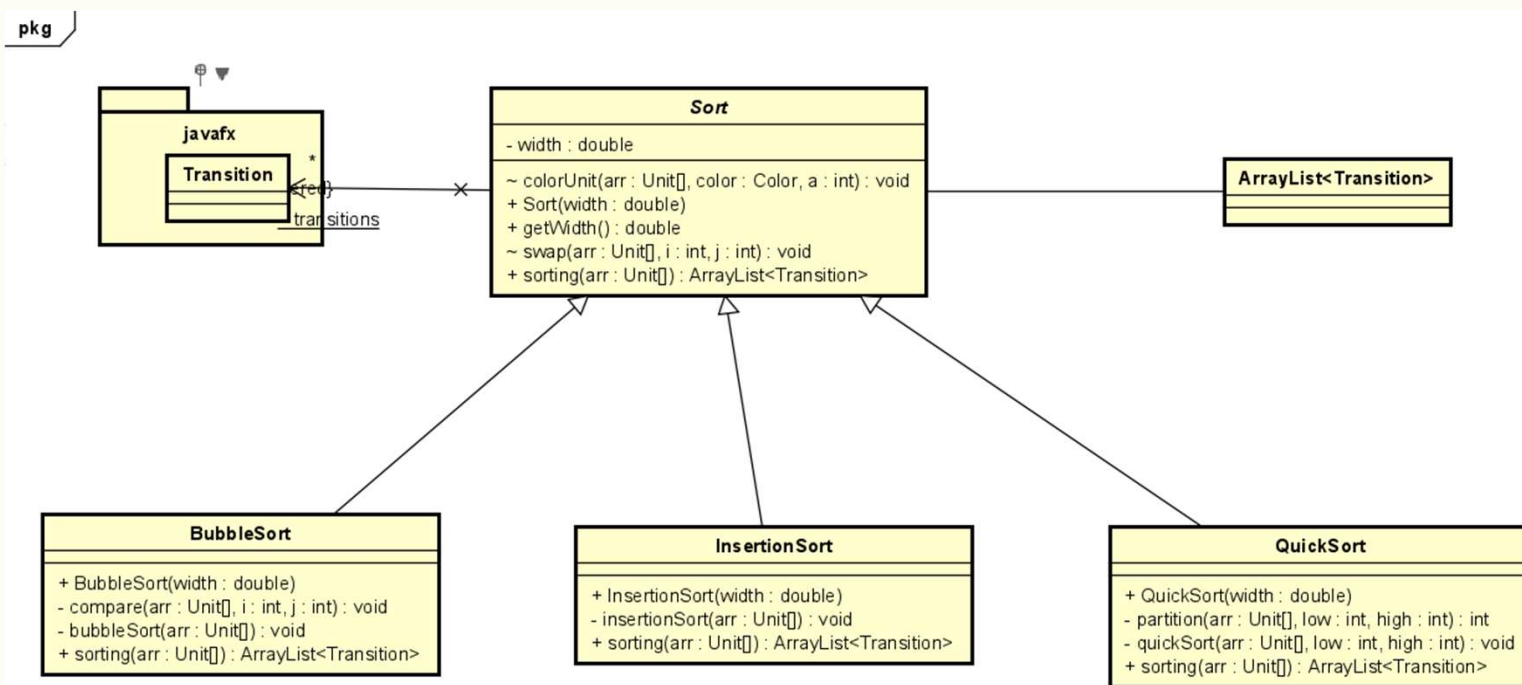 pkg
javafx
Transition
*
ered}
transitions
Sort
- width : double
~ colorUnit(arr : Unit[], color : Color, a : int) : void
+ Sort(width : double)
+ getWidth() : double
~ swap(arr : Unit[], i : int, j : int) : void
+ sorting(arr : Unit[]) : ArrayList<Transition>
ArrayList<Transition>
BubbleSort
+ BubbleSort(width : double)
- compare(arr : Unit[], i : int, j : int) : void
- bubbleSort(arr : Unit[]) : void
+ sorting(arr : Unit[]) : ArrayList<Transition>
InsertionSort
+ InsertionSort(width : double)
- insertionSort(arr : Unit[]) : void
+ sorting(arr : Unit[]) : ArrayList<Transition>
QuickSort
+ QuickSort(width : double)
- partition(arr : Unit[], low : int, high : int) : int
- quickSort(arr : Unit[], low : int, high : int) : void
+ sorting(arr : Unit[]) : ArrayList<Transition>